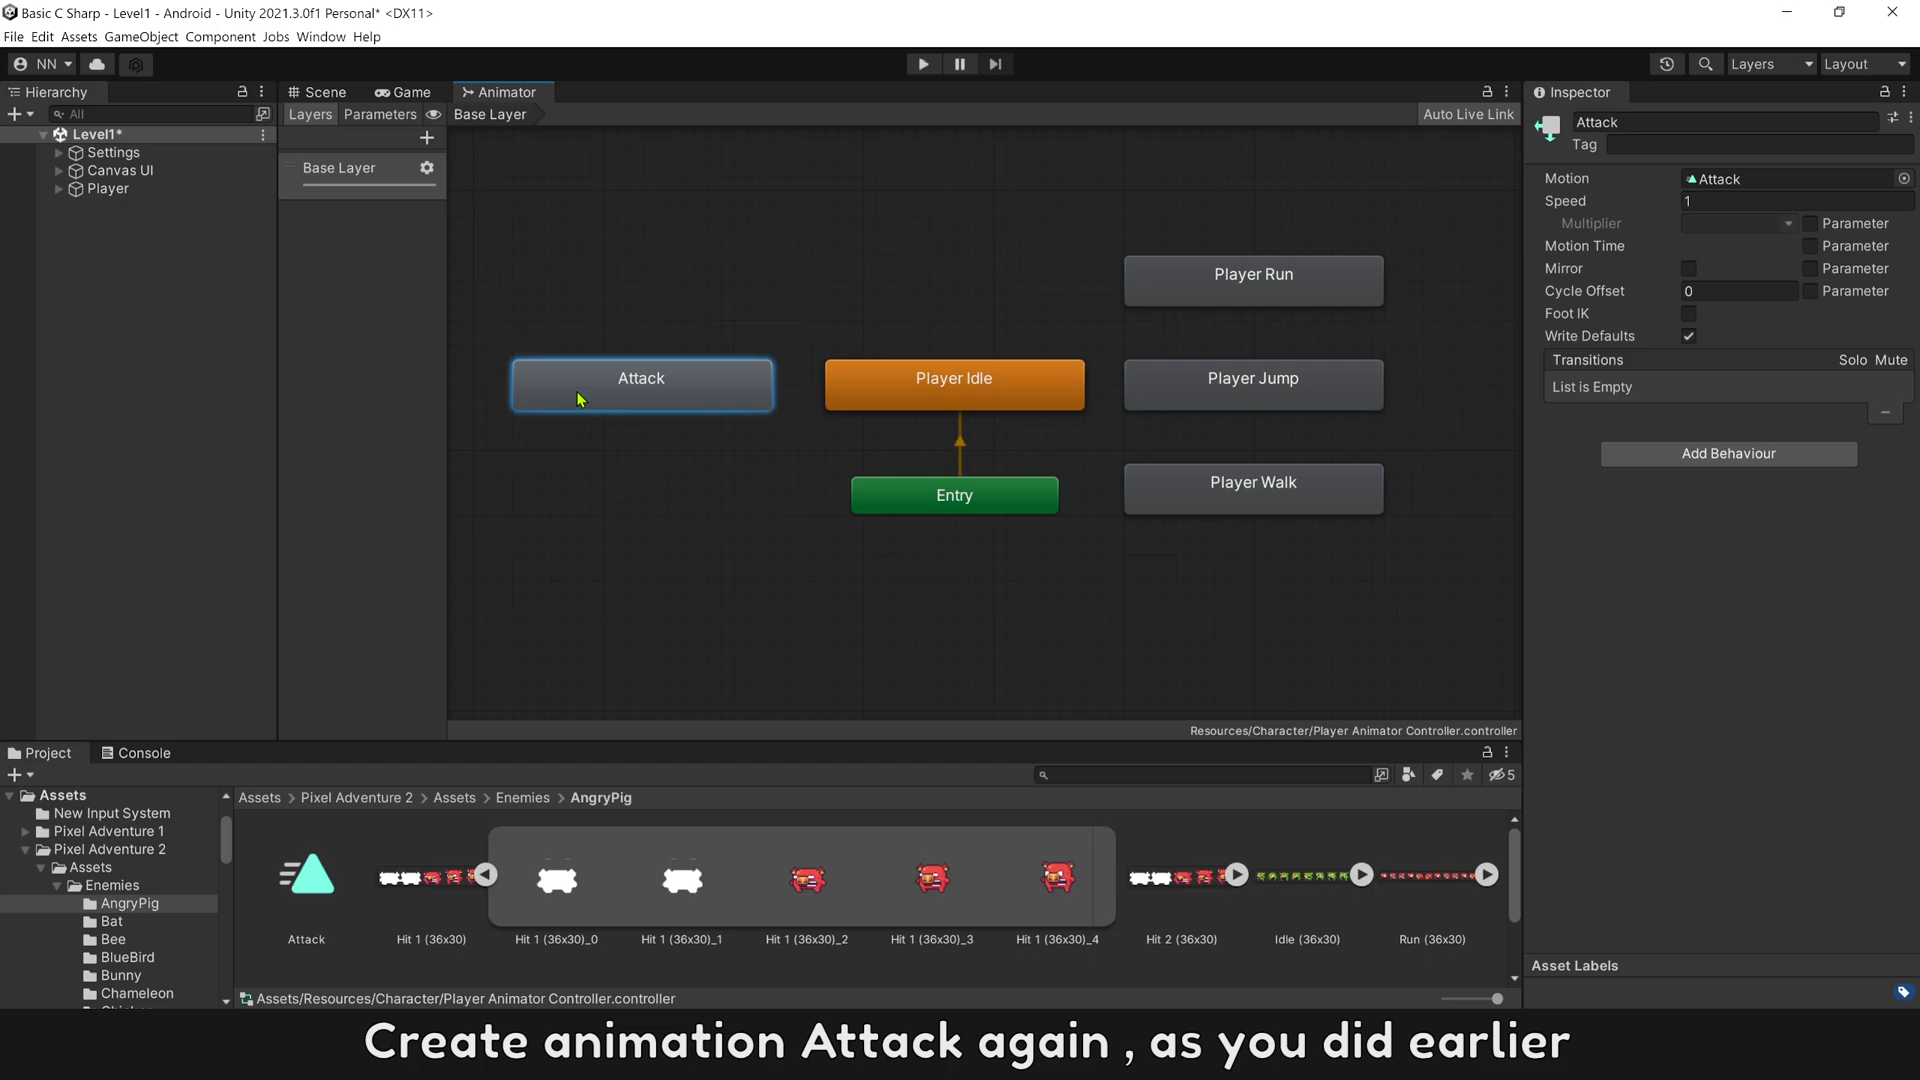 Basic C Sharp - Level1 - Android - Unity 2021.3.0f1 Personal* <DX11>
File Edit Assets GameObject Component Jobs Window Help
NN Layers Layout
Hierarchy
All
Level1*
Settings
Canvas UI
Player
Scene Game Animator
Layers Parameters Base Layer Auto Live Link
Base Layer
Player Run
Attack Player Idle Player Jump
Player Walk
Entry
Resources/Character/Player Animator Controller.controller
Inspector
Attack
Tag
Motion Attack
Speed 1
Multiplier Parameter
Motion Time Parameter
Mirror Parameter
Cycle Offset 0 Parameter
Foot IK
Write Defaults
Transitions Solo Mute
List is Empty
Add Behaviour
Asset Labels
Project Console
5
Assets
New Input System
Pixel Adventure 1
Pixel Adventure 2
Assets
Enemies
AngryPig
Bat
Bee
BlueBird
Bunny
Chameleon
Assets > Pixel Adventure 2 > Assets > Enemies > AngryPig
Attack Hit 1 (36x30) Hit 1 (36x30)_0 Hit 1 (36x30)_1 Hit 1 (36x30)_2 Hit 1 (36x30)_3 Hit 1 (36x30)_4 Hit 2 (36x30) Idle (36x30) Run (36x30)
Assets/Resources/Character/Player Animator Controller.controller
Create animation Attack again , as you did earlier